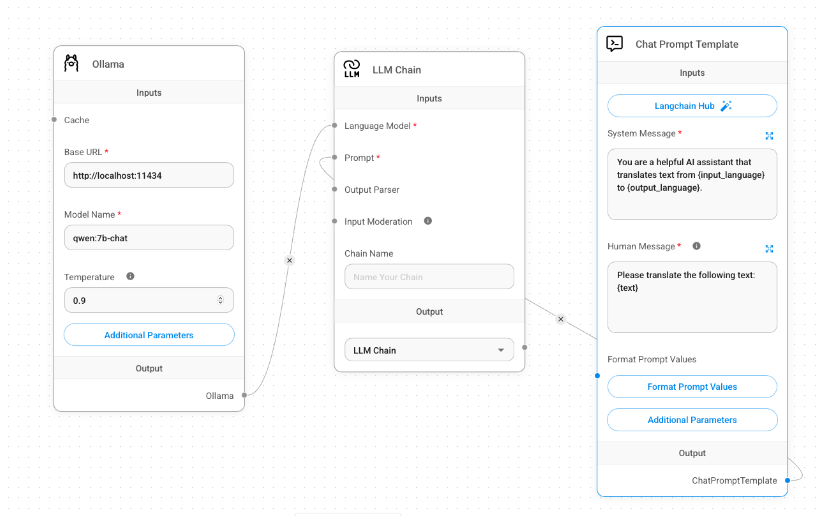 Ollama
Inputs
Cache
Base URL *
http://localhost:11434
Model Name *
qwen:7b-chat
Temperature
0.9
Additional Parameters
Output
Ollama
LLM
LLM Chain
Inputs
Language Model *
Prompt *
Output Parser
Input Moderation
Chain Name
Name Your Chain
Output
LLM Chain
Chat Prompt Template
Inputs
Langchain Hub
System Message *
You are a helpful AI assistant that
translates text from {input_language}
to {output_language}.
Human Message *
Please translate the following text:
{text}
Format Prompt Values
Format Prompt Values
Additional Parameters
Output
ChatPromptTemplate